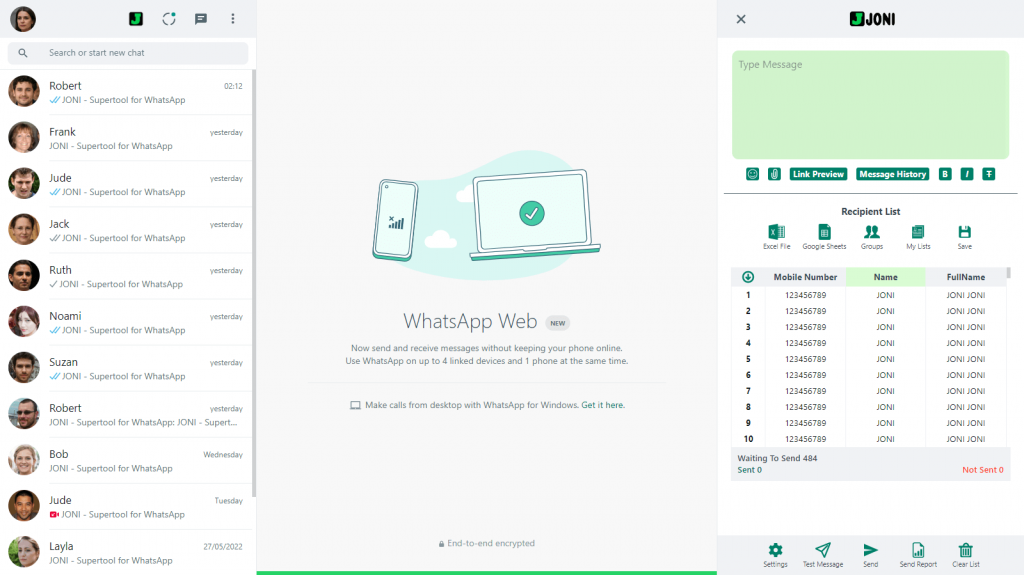 Search or start new chat
Robert 02:12
JONI - Supertool for WhatsApp
Frank yesterday
JONI - Supertool for WhatsApp
Jude yesterday
JONI - Supertool for WhatsApp
Jack yesterday
JONI - Supertool for WhatsApp
Ruth yesterday
JONI - Supertool for WhatsApp
Noami yesterday
JONI - Supertool for WhatsApp
Suzan yesterday
JONI - Supertool for WhatsApp
Robert yesterday
JONI - Supertool for WhatsApp: JONI - Supert...
Bob Wednesday
JONI - Supertool for WhatsApp
Jude Tuesday
JONI - Supertool for WhatsApp
Layla 27/05/2022
JONI - Supertool for WhatsApp
WhatsApp Web NEW
Now send and receive messages without keeping your phone online.
Use WhatsApp on up to 4 linked devices and 1 phone at the same time.
Make calls from desktop with WhatsApp for Windows. Get it here.
End-to-end encrypted
J JONI
Type Message
Link Preview Message History B I T
Recipient List
Excel File Google Sheets Groups My Lists Save
Mobile Number Name FullName
1 123456789 JONI JONI JONI
2 123456789 JONI JONI JONI
3 123456789 JONI JONI JONI
4 123456789 JONI JONI JONI
5 123456789 JONI JONI JONI
6 123456789 JONI JONI JONI
7 123456789 JONI JONI JONI
8 123456789 JONI JONI JONI
9 123456789 JONI JONI JONI
10 123456789 JONI JONI JONI
Waiting To Send 484
Sent 0 Not Sent 0
Settings Test Message Send Send Report Clear List